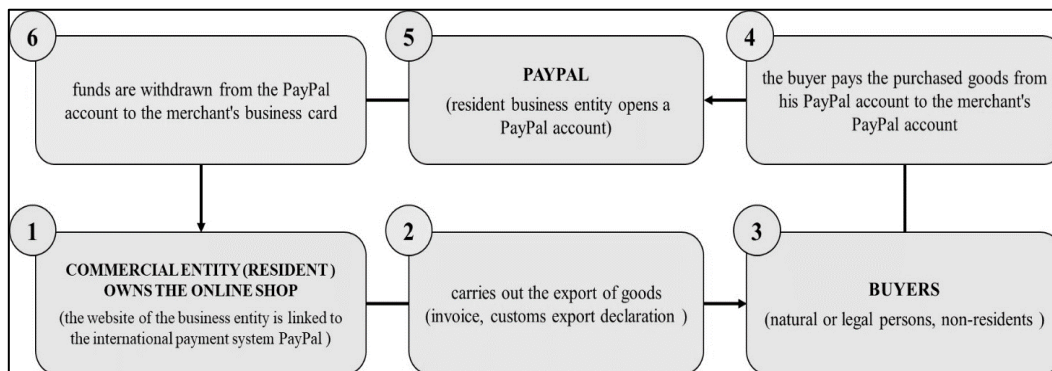 6
funds are withdrawn from the PayPal
account to the merchant's business card
5
PAYPAL
(resident business entity opens a
PayPal account)
4
the buyer pays the purchased goods from
his PayPal account to the merchant's
PayPal account
1
COMMERCIAL ENTITY (RESIDENT )
OWNS THE ONLINE SHOP
(the website of the business entity is linked to
the international payment system PayPal )
2
carries out the export of goods
(invoice, customs export declaration )
3
BUYERS
(natural or legal persons, non-residents )